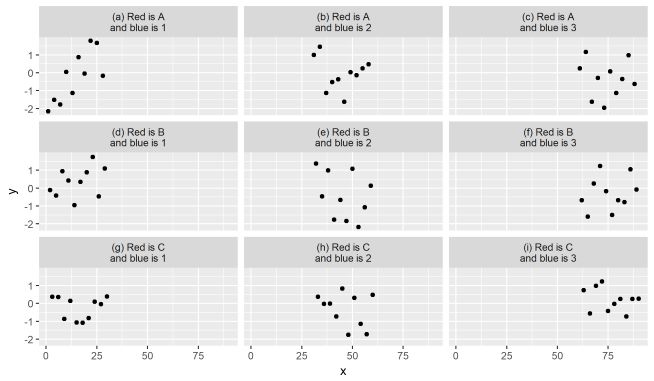 (a) Red is A
and blue is 1
(b) Red is A
and blue is 2
(c) Red is A
and blue is 3
1
0
-1
-2
(d) Red is B
and blue is 1
(e) Red is B
and blue is 2
(f) Red is B
and blue is 3
1
0
-1
-2
y
(g) Red is C
and blue is 1
(h) Red is C
and blue is 2
(i) Red is C
and blue is 3
1
0
-1
-2
0 25 50 75 0 25 50 75 0 25 50 75
x